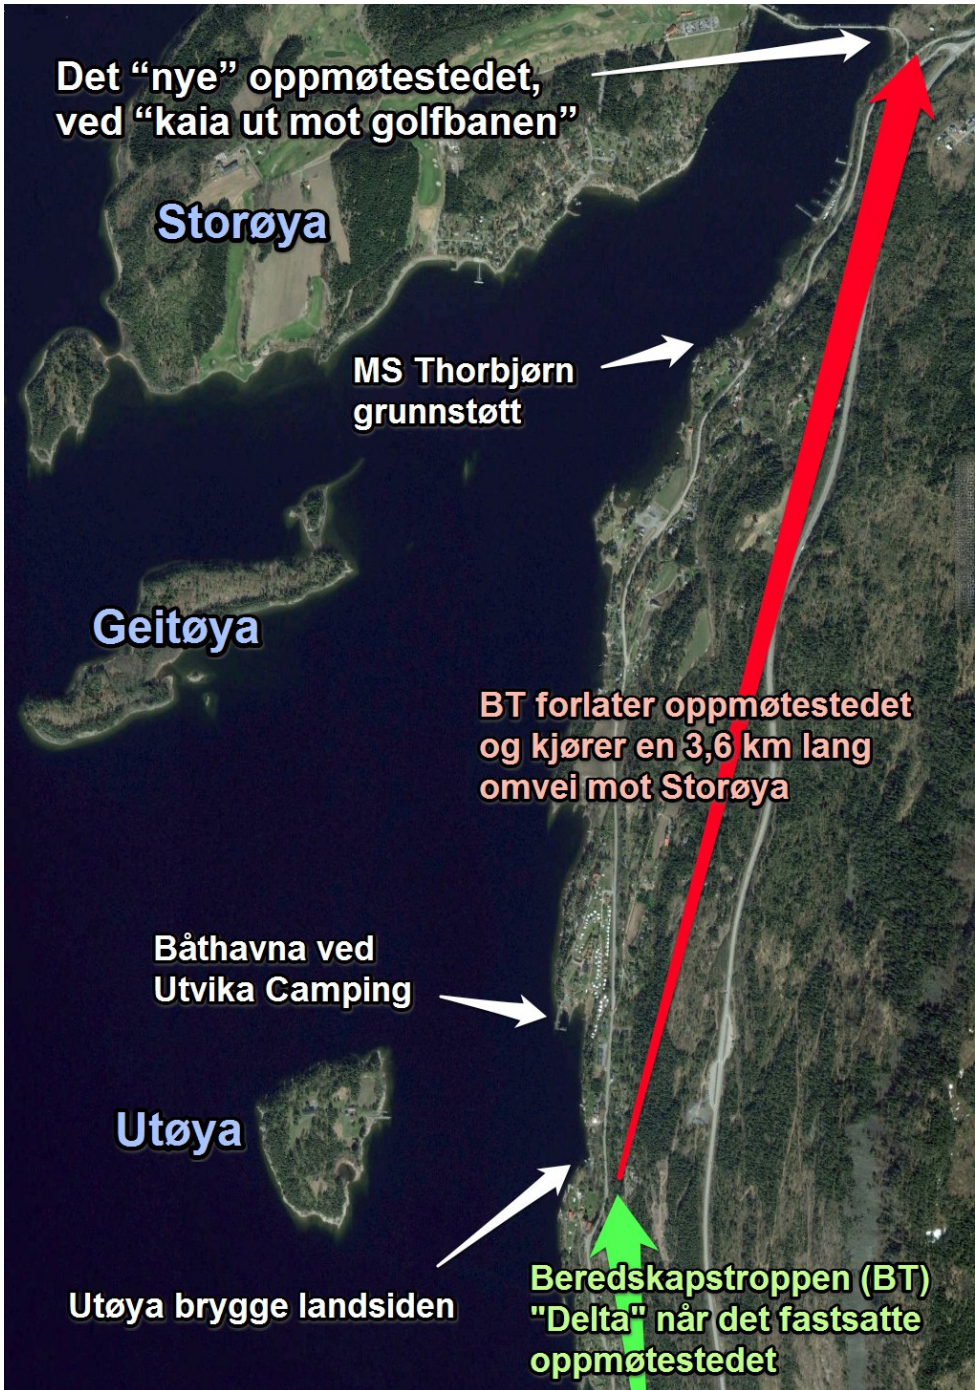 Det “nye” oppmøtestedet,
ved “kaia ut mot golfbanen”
Storøya
MS Thorbjørn
grunnstøtt
Geitøya
BT forlater oppmøtestedet
og kjører en 3,6 km lang
omvei mot Storøya
Båthavna ved
Utvika Camping
Utøya
Utøya brygge landsiden
Beredskapstroppen (BT)
"Delta" når det fastsatte
oppmøtestedet